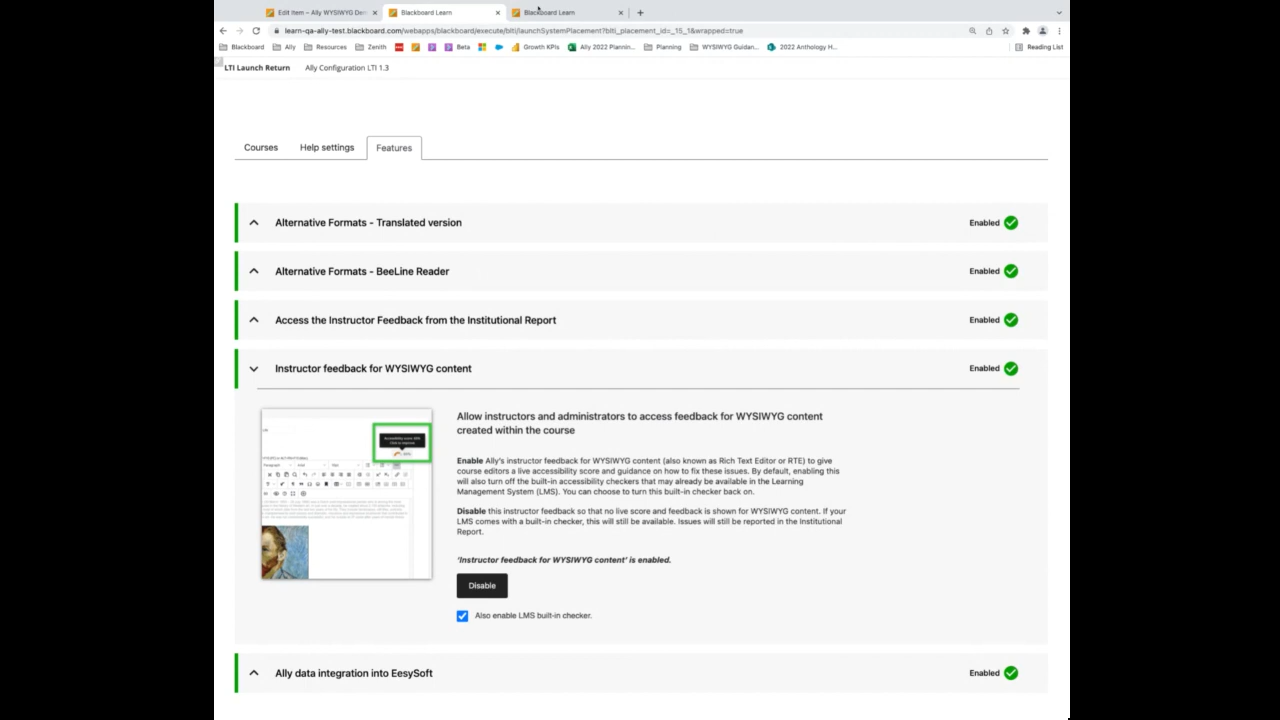 Edit Item – Ally WYSIWYG Dem
Blackboard Learn
Blackboard Learn
learn-qa-ally-test.blackboard.com/webapps/blackboard/execute/blti/launchSystemPlacement?blti_placement_id=_15_1&wrapped=true
Blackboard
Ally
Resources
Zenith
Beta
Growth KPIs
Ally 2022 Plannin...
Planning
WYSIWYG Guidan...
2022 Anthology H...
Reading List
LTI Launch Return
Ally Configuration LTI 1.3
Courses
Help settings
Features
Alternative Formats - Translated version
Enabled
Alternative Formats - BeeLine Reader
Enabled
Access the Instructor Feedback from the Institutional Report
Enabled
Instructor feedback for WYSIWYG content
Enabled
Allow instructors and administrators to access feedback for WYSIWYG content
created within the course
Enable Ally's instructor feedback for WYSIWYG content (also known as Rich Text Editor or RTE) to give
course editors a live accessibility score and guidance on how to fix these issues. By default, enabling this
will also turn off the built-in accessibility checkers that may already be available in the Learning
Management System (LMS). You can choose to turn this built-in checker back on.
Disable this instructor feedback so that no live score and feedback is shown for WYSIWYG content. If your
LMS comes with a built-in checker, this will still be available. Issues will still be reported in the Institutional
Report.
'Instructor feedback for WYSIWYG content' is enabled.
Disable
Also enable LMS built-in checker.
Ally data integration into EesySoft
Enabled